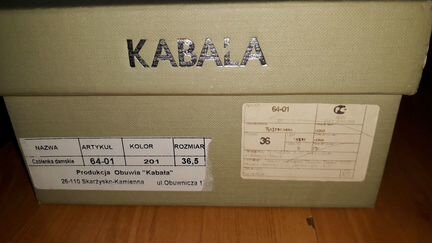 KABAŁA
NAZWA ARTYKUŁ KOLOR ROZMIAR
Czółenka damskie 64-01 201 36,5
Produkcja Obuwia "Kabała"
26-110 Skarżysko-Kamienna ul.Obuwnicza 1
64-01
36